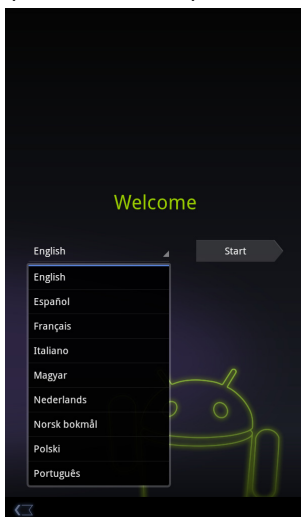 Welcome
English
Start
English
Español
Français
Italiano
Magyar
Nederlands
Norsk bokmål
Polski
Português